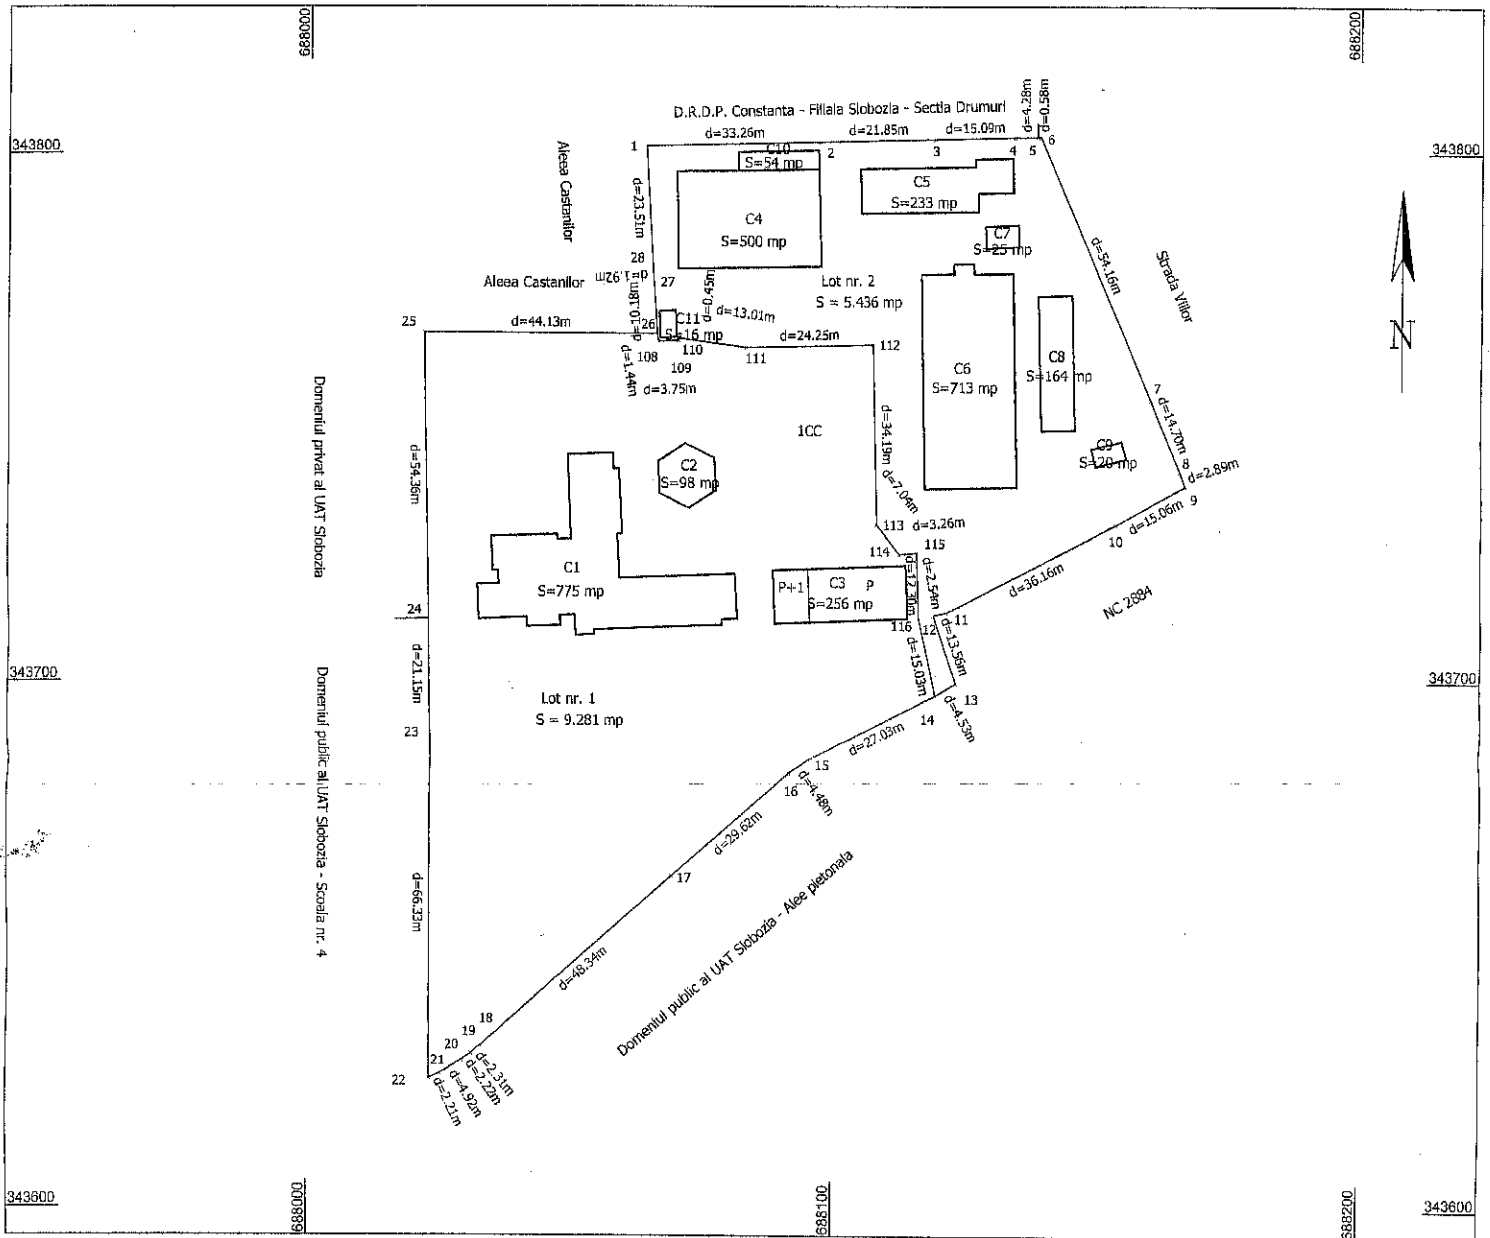 688000
688200
D.R.D.P. Constanta - Filiala Slobozia - Sectia Drumuri
d=33.26m
d=21.85m
d=15.09m
d=4.28m
d=0.58m
343800
343800
1
2
3
4
5
6
C10
S=54 mp
Aleea Castanilor
d=23.51m
C4
S=500 mp
C5
S=233 mp
C7
S=25 mp
d=54.16m
Strada Viilor
28
27
d=1.92m
Aleea Castanilor
d=10.18m
d=0.45m
d=13.01m
Lot nr. 2
S = 5.436 mp
25
d=44.13m
26
C11
S=16 mp
d=24.25m
108
110
109
111
112
d=1.44m
d=3.75m
N
C6
S=713 mp
C8
S=164 mp
7
d=14.70m
Domeniul privat al UAT Slobozia
d=54.36m
1CC
d=34.19m
C9
S=20 mp
8
d=2.89m
9
C2
S=98 mp
d=7.04m
d=15.06m
10
113
d=3.26m
114
115
d=36.16m
C1
S=775 mp
P+1
C3
P
S=256 mp
d=12.30m
d=2.54m
NC 2884
24
116
12
11
d=13.56m
d=15.03m
343700
343700
d=21.15m
Domeniul public al UAT Slobozia - Scoala nr. 4
Lot nr. 1
S = 9.281 mp
13
14
d=4.53m
23
d=27.03m
15
16
d=4.48m
d=29.62m
17
d=66.33m
Domeniul public al UAT Slobozia - Alee pietonala
d=48.34m
18
19
20
21
22
d=2.31m
d=2.22m
d=4.92m
d=2.21m
343600
688000
688100
688200
343600